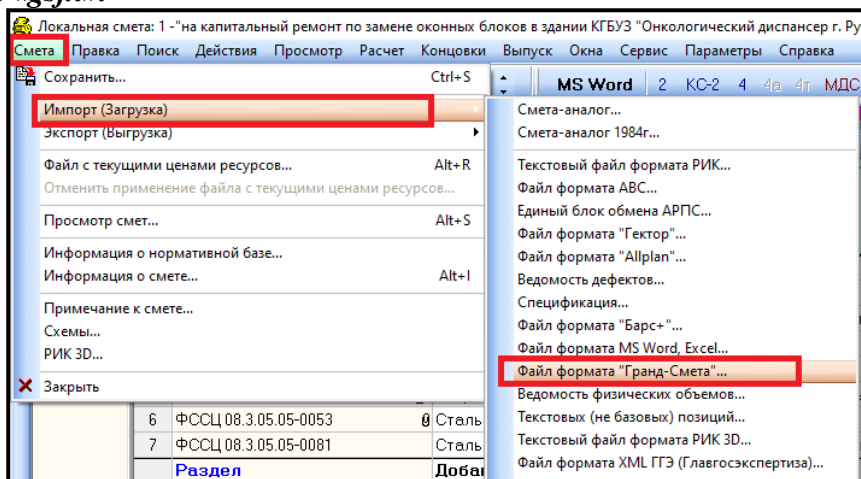 Локальная смета: 1 -"на капитальный ремонт по замене оконных блоков в здании КГБУЗ "Онкологический диспансер г. Ру
Смета Правка Поиск Действия Просмотр Расчет Концовки Выпуск Окна Сервис Параметры Справка
Сохранить... Ctrl+S
MS Word 2 КС-2 4 4а 4т МДС
Импорт (Загрузка)
Экспорт (Выгрузка)
Файл с текущими ценами ресурсов... Alt+R
Отменить применение файла с текущими ценами ресурсов...
Просмотр смет... Alt+S
Информация о нормативной базе...
Информация о смете... Alt+I
Примечание к смете...
Схемы...
РИК 3D...
Закрыть
Смета-аналог...
Смета-аналог 1984г...
Текстовый файл формата РИК...
Файл формата АВС...
Единый блок обмена АРПС...
Файл формата "Гектор"...
Файл формата "Allplan"...
Ведомость дефектов...
Спецификация...
Файл формата "Барс+"...
Файл формата MS Word, Excel...
Файл формата "Гранд-Смета"...
Ведомость физических объемов...
Текстовых (не базовых) позиций...
Текстовый файл формата РИК 3D...
Файл формата XML ГГЭ (Главгосэкспертиза)...
6 ФССЦ 08.3.05.05-0053 Сталь
7 ФССЦ 08.3.05.05-0081 Сталь
Раздел Доба